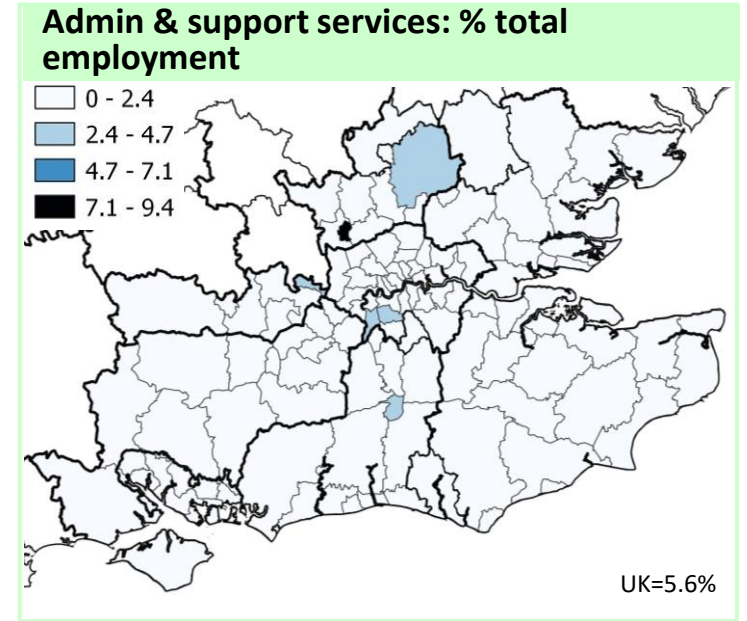 Admin & support services: % total
employment
0 - 2.4
2.4 - 4.7
4.7 - 7.1
7.1 - 9.4
UK=5.6%